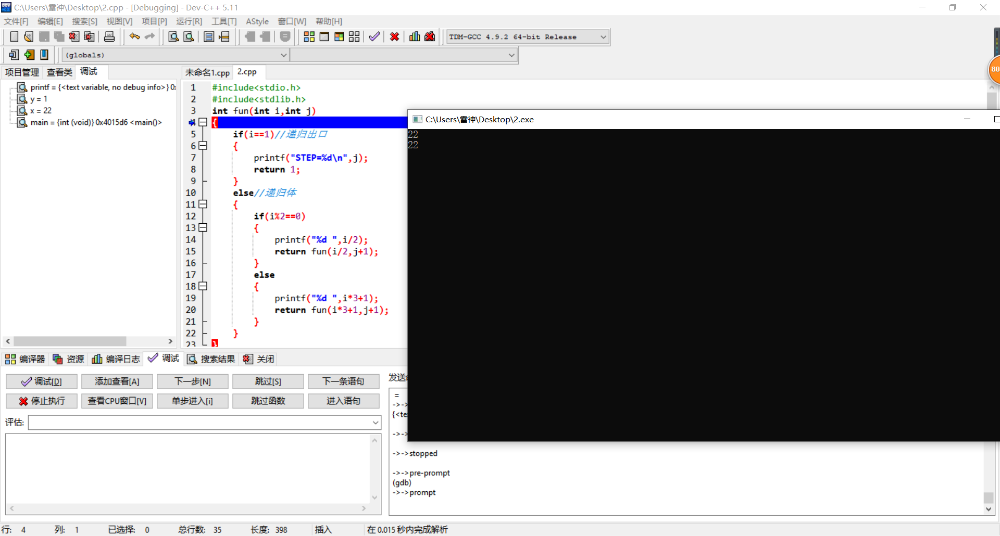 C:\Users\雷神\Desktop\2.cpp - [Debugging] - Dev-C++ 5.11
文件[F] 编辑[E] 搜索[S] 视图[V] 项目[P] 运行[R] 工具[T] AStyle 窗口[W] 帮助[H]
TDM-GCC 4.9.2 64-bit Release
(globals)
80
项目管理 查看类 调试
printf = {<text variable, no debug info>} 0
y = 1
x = 22
main = {int (void)} 0x4015d6 <main()>
未命名1.cpp 2.cpp
1 #include<stdio.h>
2 #include<stdlib.h>
3 int fun(int i,int j)
{
5 if(i==1)//递归出口
6 {
7 printf("STEP=%d\n",j);
8 return 1;
9 }
10 else//递归体
11 {
12 if(i%2==0)
13 {
14 printf("%d ",i/2);
15 return fun(i/2,j+1);
16 }
17 else
18 {
19 printf("%d ",i*3+1);
20 return fun(i*3+1,j+1);
21 }
22 }
23 }
C:\Users\雷神\Desktop\2.exe
22
22
编译器 资源 编译日志 调试 搜索结果 关闭
调试[D] 添加查看[A] 下一步[N] 跳过[S] 下一条语句
停止执行 查看CPU窗口[V] 单步进入[i] 跳过函数 进入语句
评估:
发送
=
->->
{<te
->->
->->stopped
->->pre-prompt
(gdb)
->->prompt
行: 4 列: 1 已选择: 0 总行数: 35 长度: 398 插入 在 0.015 秒内完成解析